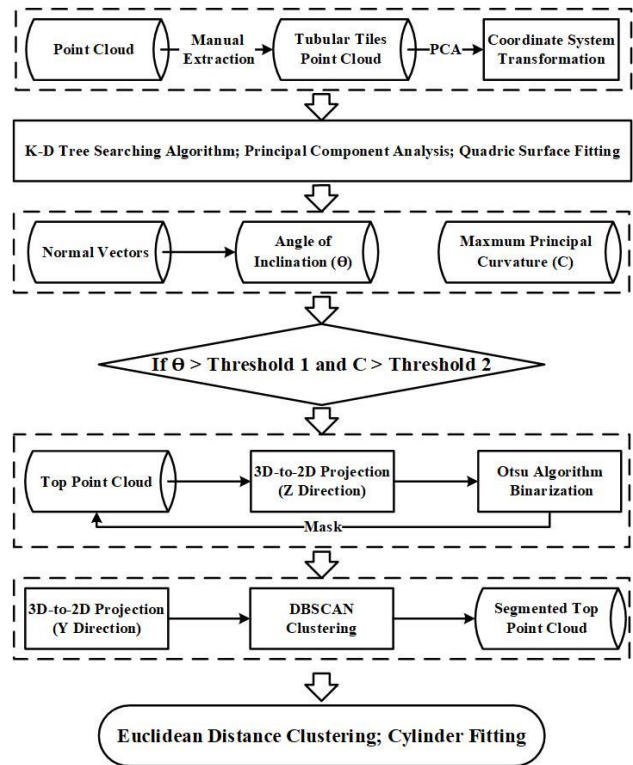 Point Cloud
Manual
Extraction
Tubular Tiles
Point Cloud
PCA
Coordinate System
Transformation
K-D Tree Searching Algorithm; Principal Component Analysis; Quadric Surface Fitting
Normal Vectors
Angle of
Inclination (Θ)
Maxmum Principal
Curvature (C)
If Θ > Threshold 1 and C > Threshold 2
Top Point Cloud
3D-to-2D Projection
(Z Direction)
Otsu Algorithm
Binarization
Mask
3D-to-2D Projection
(Y Direction)
DBSCAN
Clustering
Segmented Top
Point Cloud
Euclidean Distance Clustering; Cylinder Fitting